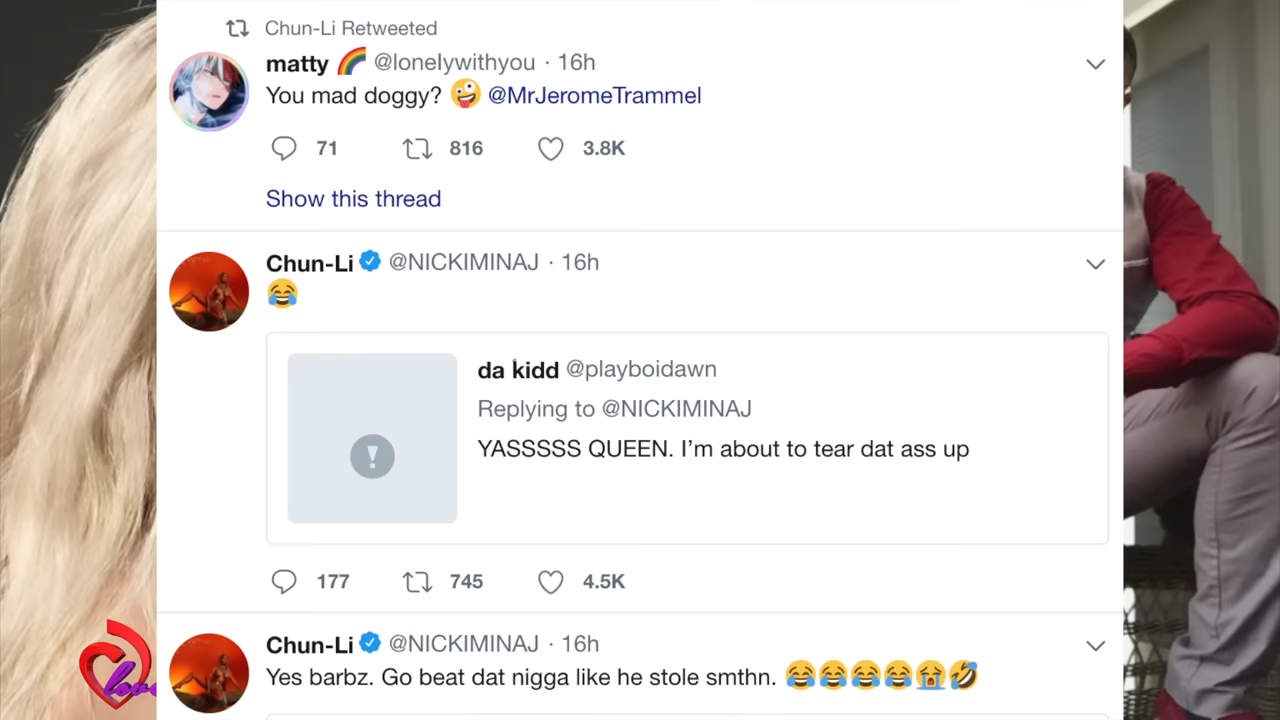 Chun-Li Retweeted
matty 🌈 @lonelywithyou · 16h
You mad doggy? 🤪 @MrJeromeTrammel
71 816 3.8K
Show this thread
Chun-Li @NICKIMINAJ · 16h
😂
da kidd @playboidawn
Replying to @NICKIMINAJ
YASSSSS QUEEN. I’m about to tear dat ass up
177 745 4.5K
Chun-Li @NICKIMINAJ · 16h
Yes barbz. Go beat dat nigga like he stole smthn. 😂😂😂😂😭🤣
love